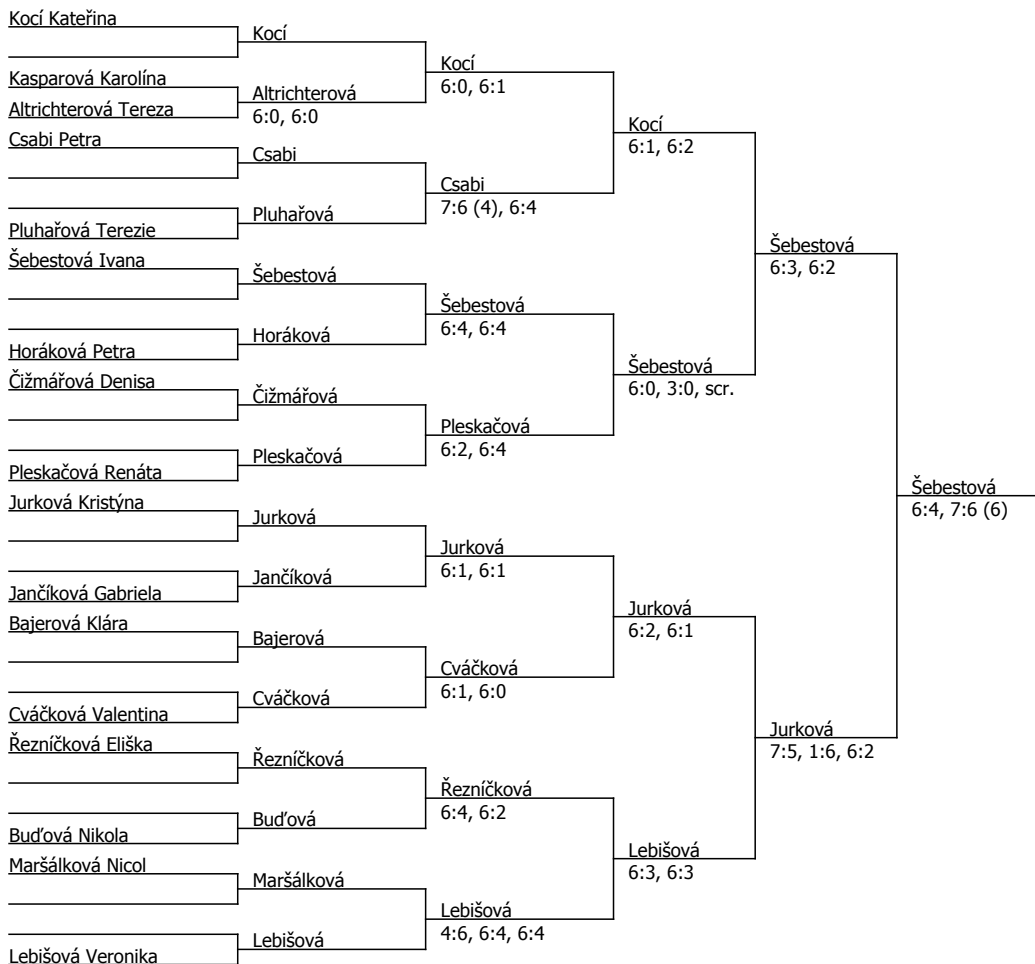 Kocí Kateřina
Kasparová Karolína
Altrichterová Tereza
Csabi Petra
Pluhařová Terezie
Šebestová Ivana
Horáková Petra
Čižmářová Denisa
Pleskačová Renáta
Jurková Kristýna
Jančíková Gabriela
Bajerová Klára
Cváčková Valentina
Řezníčková Eliška
Buďová Nikola
Maršálková Nicol
Lebišová Veronika
Kocí
Altrichterová
6:0, 6:0
Csabi
Pluhařová
Šebestová
Horáková
Čižmářová
Pleskačová
Jurková
Jančíková
Bajerová
Cváčková
Řezníčková
Buďová
Maršálková
Lebišová
Kocí
6:0, 6:1
Csabi
7:6 (4), 6:4
Šebestová
6:4, 6:4
Pleskačová
6:2, 6:4
Jurková
6:1, 6:1
Cváčková
6:1, 6:0
Řezníčková
6:4, 6:2
Lebišová
4:6, 6:4, 6:4
Kocí
6:1, 6:2
Šebestová
6:0, 3:0, scr.
Jurková
6:2, 6:1
Lebišová
6:3, 6:3
Šebestová
6:3, 6:2
Jurková
7:5, 1:6, 6:2
Šebestová
6:4, 7:6 (6)